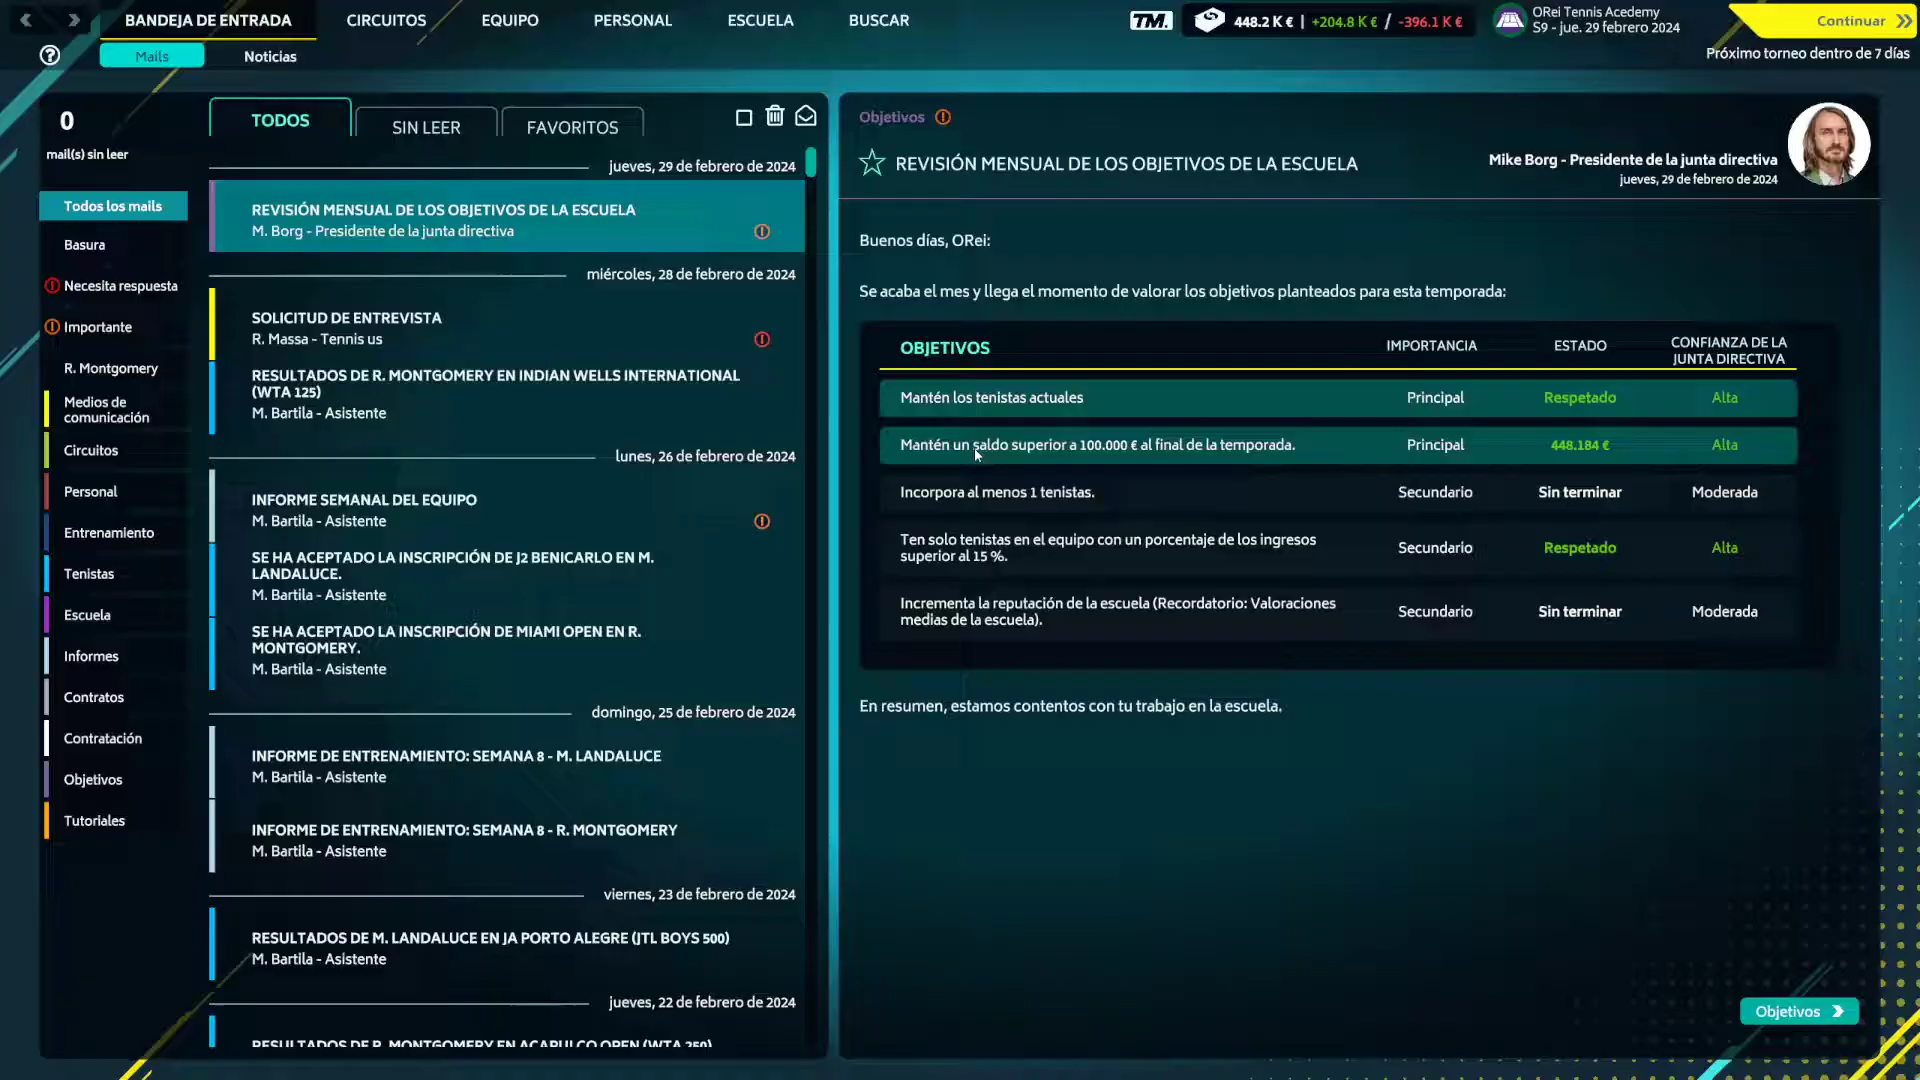 BANDEJA DE ENTRADA
CIRCUITOS
EQUIPO
PERSONAL
ESCUELA
BUSCAR
TM.
448.2 K € | +204.8 K € / -396.1 K €
ORei Tennis Acedemy
S9 - jue. 29 febrero 2024
Continuar
Próximo torneo dentro de 7 días
Mails
Noticias
0
mail(s) sin leer
Todos los mails
Basura
Necesita respuesta
Importante
R. Montgomery
Medios de
comunicación
Circuitos
Personal
Entrenamiento
Tenistas
Escuela
Informes
Contratos
Contratación
Objetivos
Tutoriales
TODOS
SIN LEER
FAVORITOS
jueves, 29 de febrero de 2024
REVISIÓN MENSUAL DE LOS OBJETIVOS DE LA ESCUELA
M. Borg - Presidente de la junta directiva
miércoles, 28 de febrero de 2024
SOLICITUD DE ENTREVISTA
R. Massa - Tennis us
RESULTADOS DE R. MONTGOMERY EN INDIAN WELLS INTERNATIONAL
(WTA 125)
M. Bartila - Asistente
lunes, 26 de febrero de 2024
INFORME SEMANAL DEL EQUIPO
M. Bartila - Asistente
SE HA ACEPTADO LA INSCRIPCIÓN DE J2 BENICARLO EN M.
LANDALUCE.
M. Bartila - Asistente
SE HA ACEPTADO LA INSCRIPCIÓN DE MIAMI OPEN EN R.
MONTGOMERY.
M. Bartila - Asistente
domingo, 25 de febrero de 2024
INFORME DE ENTRENAMIENTO: SEMANA 8 - M. LANDALUCE
M. Bartila - Asistente
INFORME DE ENTRENAMIENTO: SEMANA 8 - R. MONTGOMERY
M. Bartila - Asistente
viernes, 23 de febrero de 2024
RESULTADOS DE M. LANDALUCE EN JA PORTO ALEGRE (JTL BOYS 500)
M. Bartila - Asistente
jueves, 22 de febrero de 2024
RESULTADOS DE R. MONTGOMERY EN ACAPULCO OPEN (WTA 250)
Objetivos
REVISIÓN MENSUAL DE LOS OBJETIVOS DE LA ESCUELA
Mike Borg - Presidente de la junta directiva
jueves, 29 de febrero de 2024
Buenos días, ORei:
Se acaba el mes y llega el momento de valorar los objetivos planteados para esta temporada:
OBJETIVOS
IMPORTANCIA
ESTADO
CONFIANZA DE LA
JUNTA DIRECTIVA
Mantén los tenistas actuales
Principal
Respetado
Alta
Mantén un saldo superior a 100.000 € al final de la temporada.
Principal
448.184 €
Alta
Incorpora al menos 1 tenistas.
Secundario
Sin terminar
Moderada
Ten solo tenistas en el equipo con un porcentaje de los ingresos
superior al 15 %.
Secundario
Respetado
Alta
Incrementa la reputación de la escuela (Recordatorio: Valoraciones
medias de la escuela).
Secundario
Sin terminar
Moderada
En resumen, estamos contentos con tu trabajo en la escuela.
Objetivos